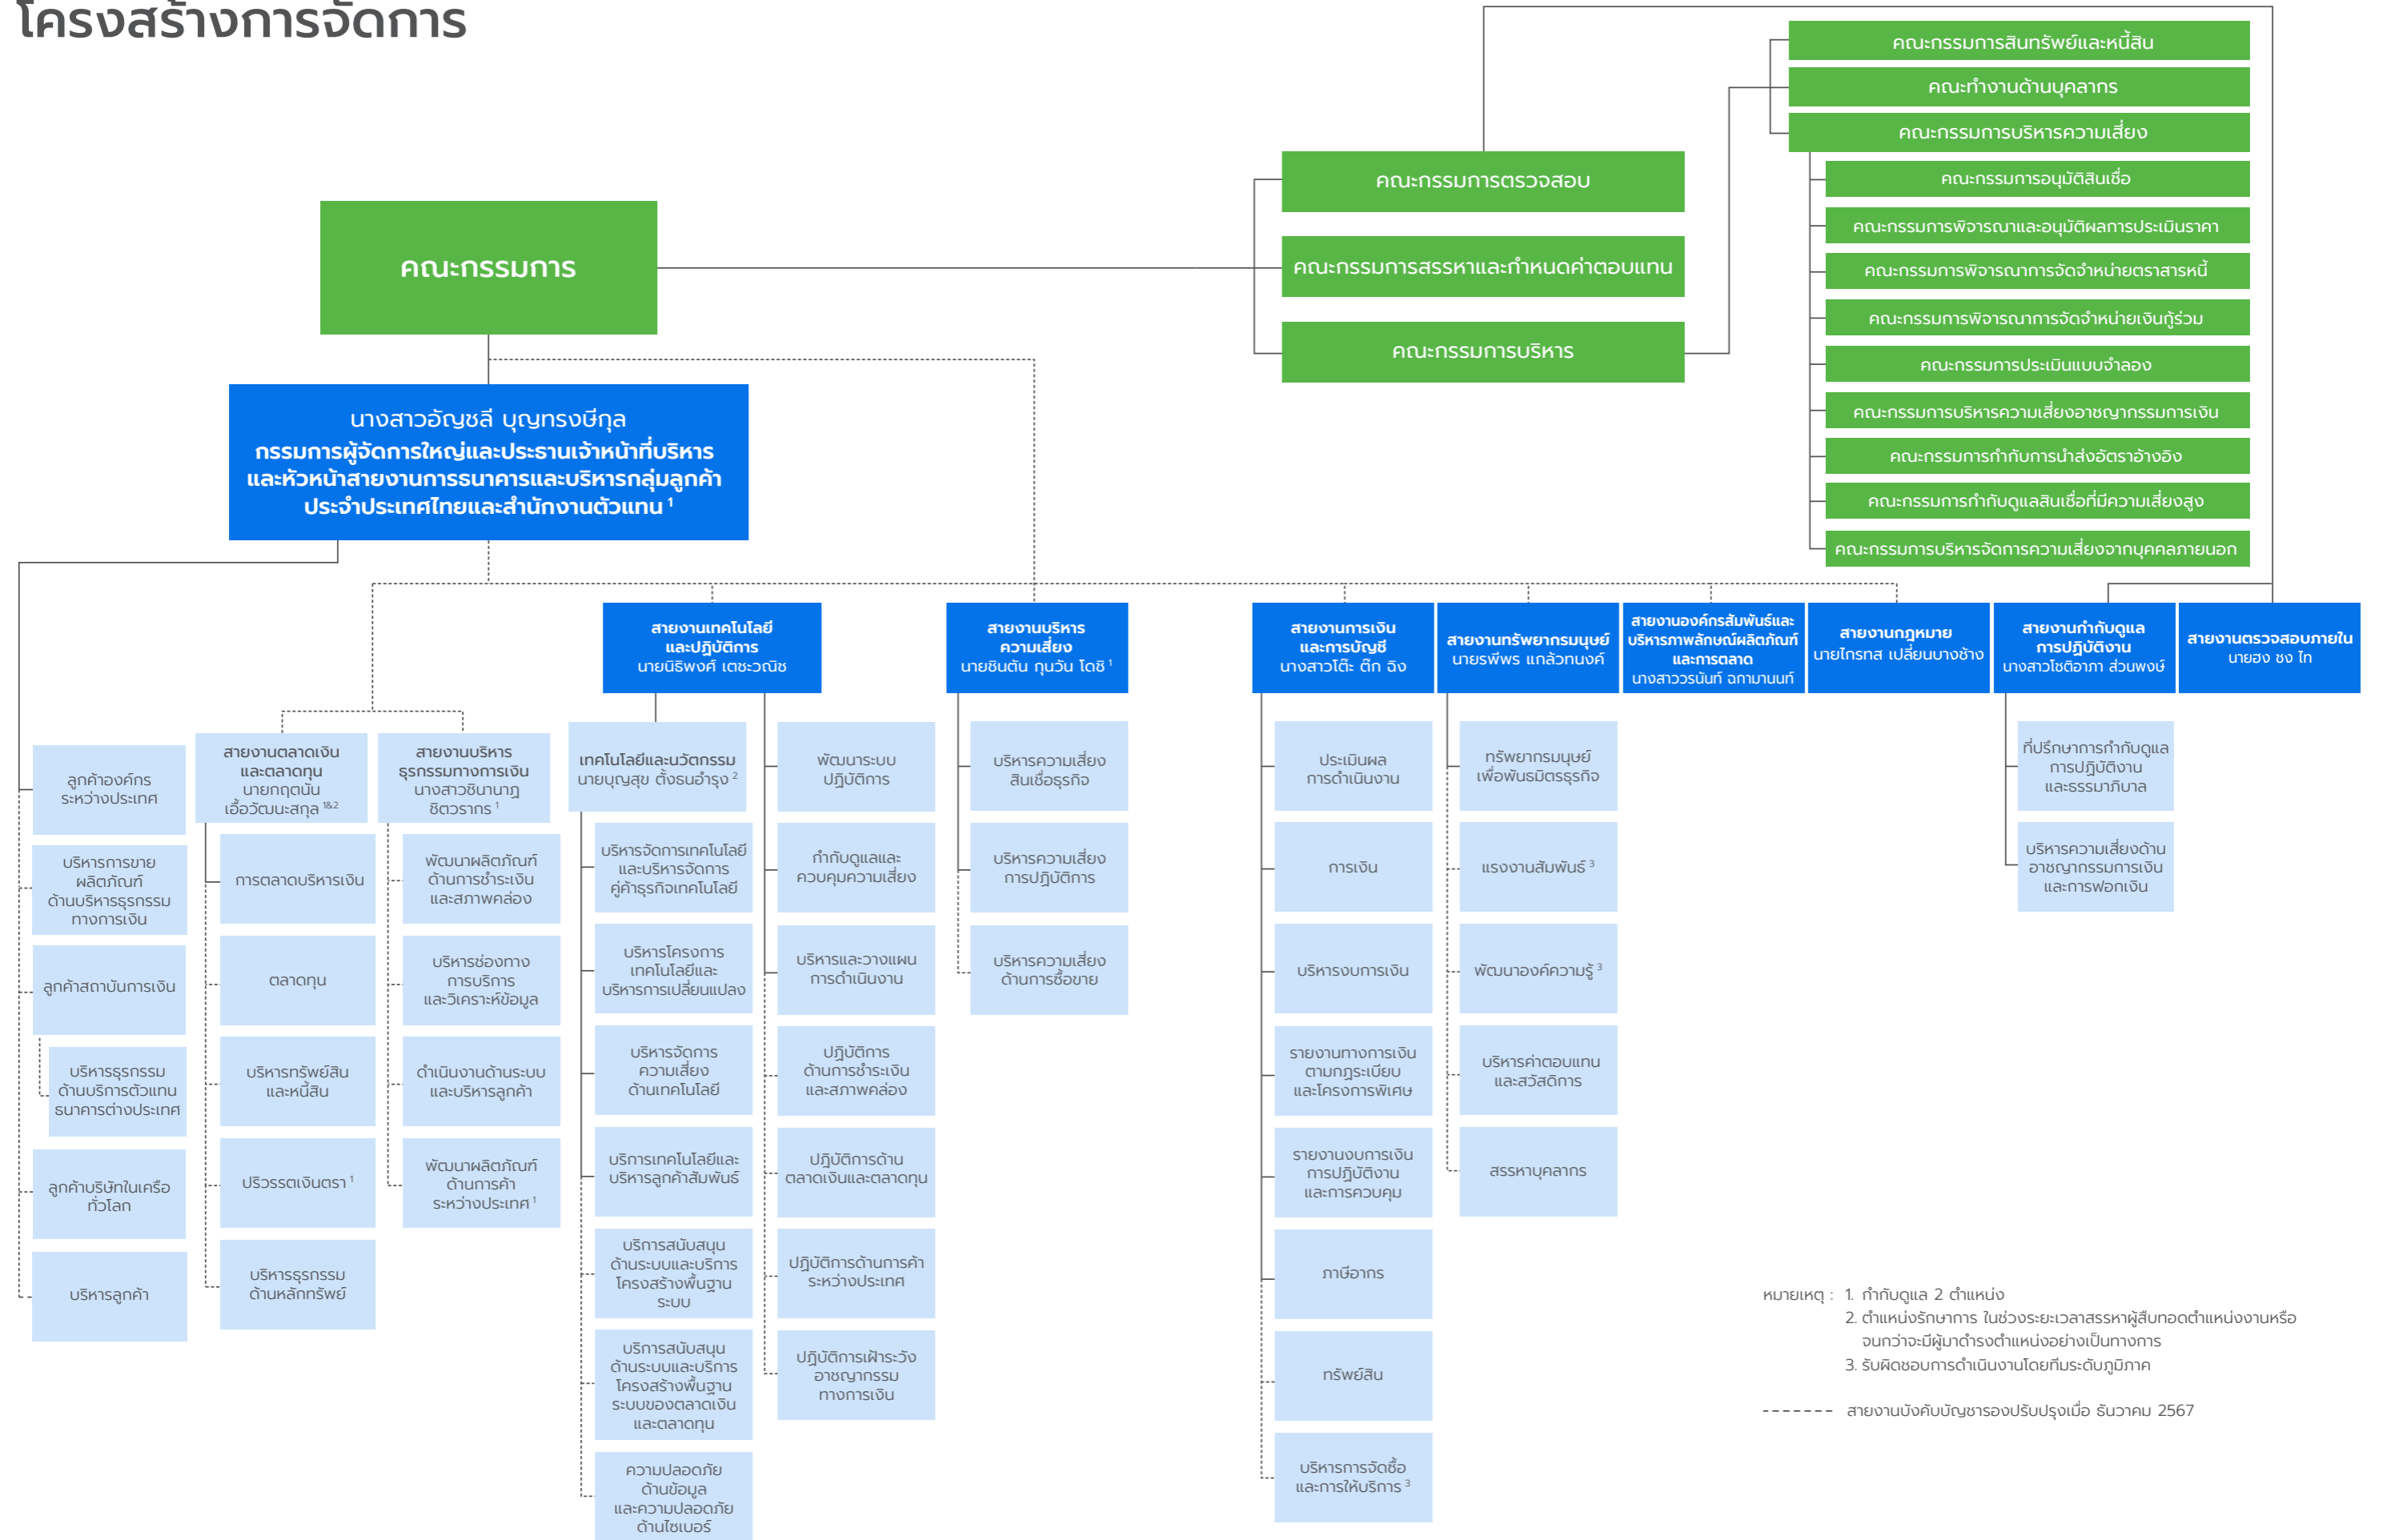 โครงสร้างการจัดการ
คณะกรรมการสินทรัพย์และหนี้สิน
คณะทำงานด้านบุคลากร
คณะกรรมการบริหารความเสี่ยง
คณะกรรมการอนุมัติสินเชื่อ
คณะกรรมการพิจารณาและอนุมัติผลการประเมินราคา
คณะกรรมการพิจารณาการจัดจำหน่ายตราสารหนี้
คณะกรรมการพิจารณาการจัดจำหน่ายเงินกู้ร่วม
คณะกรรมการประเมินแบบจำลอง
คณะกรรมการบริหารความเสี่ยงอาชญากรรมการเงิน
คณะกรรมการกำกับการนำส่งอัตราอ้างอิง
คณะกรรมการกำกับดูแลสินเชื่อที่มีความเสี่ยงสูง
คณะกรรมการบริหารจัดการความเสี่ยงจากบุคคลภายนอก
คณะกรรมการตรวจสอบ
คณะกรรมการสรรหาและกำหนดค่าตอบแทน
คณะกรรมการบริหาร
คณะกรรมการ
นางสาวอัญชลี บุญทรงษีกุล
กรรมการผู้จัดการใหญ่และประธานเจ้าหน้าที่บริหาร
และหัวหน้าสายงานการธนาคารและบริหารกลุ่มลูกค้า
ประจำประเทศไทยและสำนักงานตัวแทน 1
สายงานเทคโนโลยี
และปฏิบัติการ
นายนิธิพงศ์ เตชะวณิช
สายงานบริหาร
ความเสี่ยง
นายชินตัน กุนวัน โดชิ 1
สายงานการเงิน
และการบัญชี
นางสาวโต๊ะ ต๊ก ฉิง
สายงานทรัพยากรมนุษย์
นายรพีพร แกล้วทนงค์
สายงานองค์กรสัมพันธ์และ
บริหารภาพลักษณ์ผลิตภัณฑ์
และการตลาด
นางสาววรนันท์ ฉกามานนท์
สายงานกฎหมาย
นายไกรทส เปลี่ยนบางช้าง
สายงานกำกับดูแล
การปฏิบัติงาน
นางสาวโชติอาภา ส่วนพงษ์
สายงานตรวจสอบภายใน
นายฮง ชง ไท
ลูกค้าองค์กร
ระหว่างประเทศ
บริหารการขาย
ผลิตภัณฑ์
ด้านบริหารธุรกรรม
ทางการเงิน
ลูกค้าสถาบันการเงิน
บริหารธุรกรรม
ด้านบริการตัวแทน
ธนาคารต่างประเทศ
ลูกค้าบริษัทในเครือ
ทั่วโลก
บริหารลูกค้า
สายงานตลาดเงิน
และตลาดทุน
นายกฤตนัน
เอื้อวัฒนะสกุล 1&2
การตลาดบริหารเงิน
ตลาดทุน
บริหารทรัพย์สิน
และหนี้สิน
ปริวรรตเงินตรา 1
บริหารธุรกรรม
ด้านหลักทรัพย์
สายงานบริหาร
ธุรกรรมทางการเงิน
นางสาวชินานาฏ
ชิตวรากร 1
พัฒนาผลิตภัณฑ์
ด้านการชำระเงิน
และสภาพคล่อง
บริหารช่องทาง
การบริการ
และวิเคราะห์ข้อมูล
ดำเนินงานด้านระบบ
และบริหารลูกค้า
พัฒนาผลิตภัณฑ์
ด้านการค้า
ระหว่างประเทศ 1
เทคโนโลยีและนวัตกรรม
นายบุญสุข ตั้งธนอำรุง 2
บริหารจัดการเทคโนโลยี
และบริหารจัดการ
คู่ค้าธุรกิจเทคโนโลยี
บริหารโครงการ
เทคโนโลยีและ
บริหารการเปลี่ยนแปลง
บริหารจัดการ
ความเสี่ยง
ด้านเทคโนโลยี
บริการเทคโนโลยีและ
บริหารลูกค้าสัมพันธ์
บริการสนับสนุน
ด้านระบบและบริการ
โครงสร้างพื้นฐาน
ระบบ
บริการสนับสนุน
ด้านระบบและบริการ
โครงสร้างพื้นฐาน
ระบบของตลาดเงิน
และตลาดทุน
ความปลอดภัย
ด้านข้อมูล
และความปลอดภัย
ด้านไซเบอร์
พัฒนาระบบ
ปฏิบัติการ
กำกับดูแลและ
ควบคุมความเสี่ยง
บริหารและวางแผน
การดำเนินงาน
ปฏิบัติการ
ด้านการชำระเงิน
และสภาพคล่อง
ปฎิบัติการด้าน
ตลาดเงินและตลาดทุน
ปฏิบัติการด้านการค้า
ระหว่างประเทศ
ปฏิบัติการเฝ้าระวัง
อาชญากรรม
ทางการเงิน
บริหารความเสี่ยง
สินเชื่อธุรกิจ
บริหารความเสี่ยง
การปฏิบัติการ
บริหารความเสี่ยง
ด้านการซื้อขาย
ประเมินผล
การดำเนินงาน
การเงิน
บริหารงบการเงิน
รายงานทางการเงิน
ตามกฎระเบียบ
และโครงการพิเศษ
รายงานงบการเงิน
การปฏิบัติงาน
และการควบคุม
ภาษีอากร
ทรัพย์สิน
บริหารการจัดซื้อ
และการให้บริการ 3
ทรัพยากรมนุษย์
เพื่อพันธมิตรธุรกิจ
แรงงานสัมพันธ์ 3
พัฒนาองค์ความรู้ 3
บริหารค่าตอบแทน
และสวัสดิการ
สรรหาบุคลากร
ที่ปรึกษาการกำกับดูแล
การปฏิบัติงาน
และธรรมาภิบาล
บริหารความเสี่ยงด้าน
อาชญากรรมการเงิน
และการฟอกเงิน
หมายเหตุ : 1. กำกับดูแล 2 ตำแหน่ง
2. ตำแหน่งรักษาการ ในช่วงระยะเวลาสรรหาผู้สืบทอดตำแหน่งงานหรือ
จนกว่าจะมีผู้มาดำรงตำแหน่งอย่างเป็นทางการ
3. รับผิดชอบการดำเนินงานโดยทีมระดับภูมิภาค
------- สายงานบังคับบัญชารองปรับปรุงเมื่อ ธันวาคม 2567